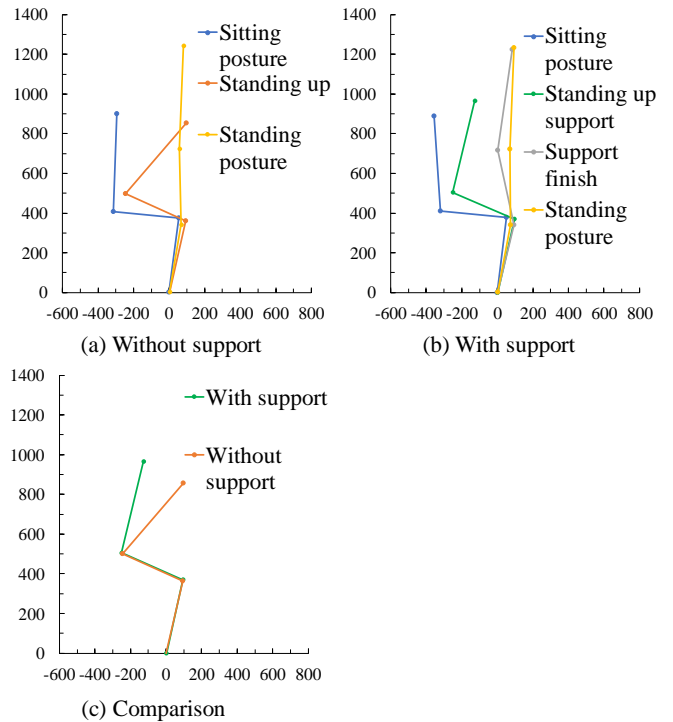 1400
1200
1000
800
600
400
200
0
-600 -400 -200 0 200 400 600 800
Sitting
posture
Standing up
Standing
posture
(a) Without support
1400
1200
1000
800
600
400
200
0
-600 -400 -200 0 200 400 600 800
Sitting
posture
Standing up
support
Support
finish
Standing
posture
(b) With support
1400
1200
1000
800
600
400
200
0
-600 -400 -200 0 200 400 600 800
With support
Without
support
(c) Comparison